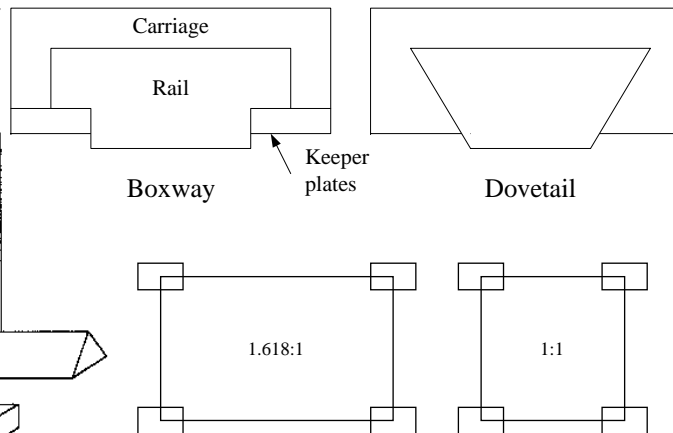 Carriage
Rail
Keeper
plates
Boxway
Dovetail
1.618:1
1:1